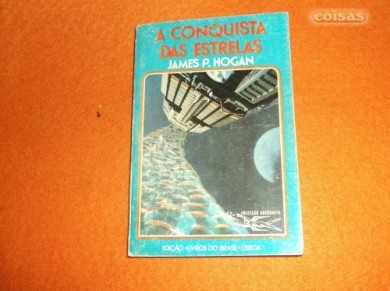 coisas
A CONQUISTA
DAS ESTRELAS
JAMES P. HOGAN
COLECÇÃO ARGONAUTA
EDIÇÃO «LIVROS DO BRASIL» LISBOA